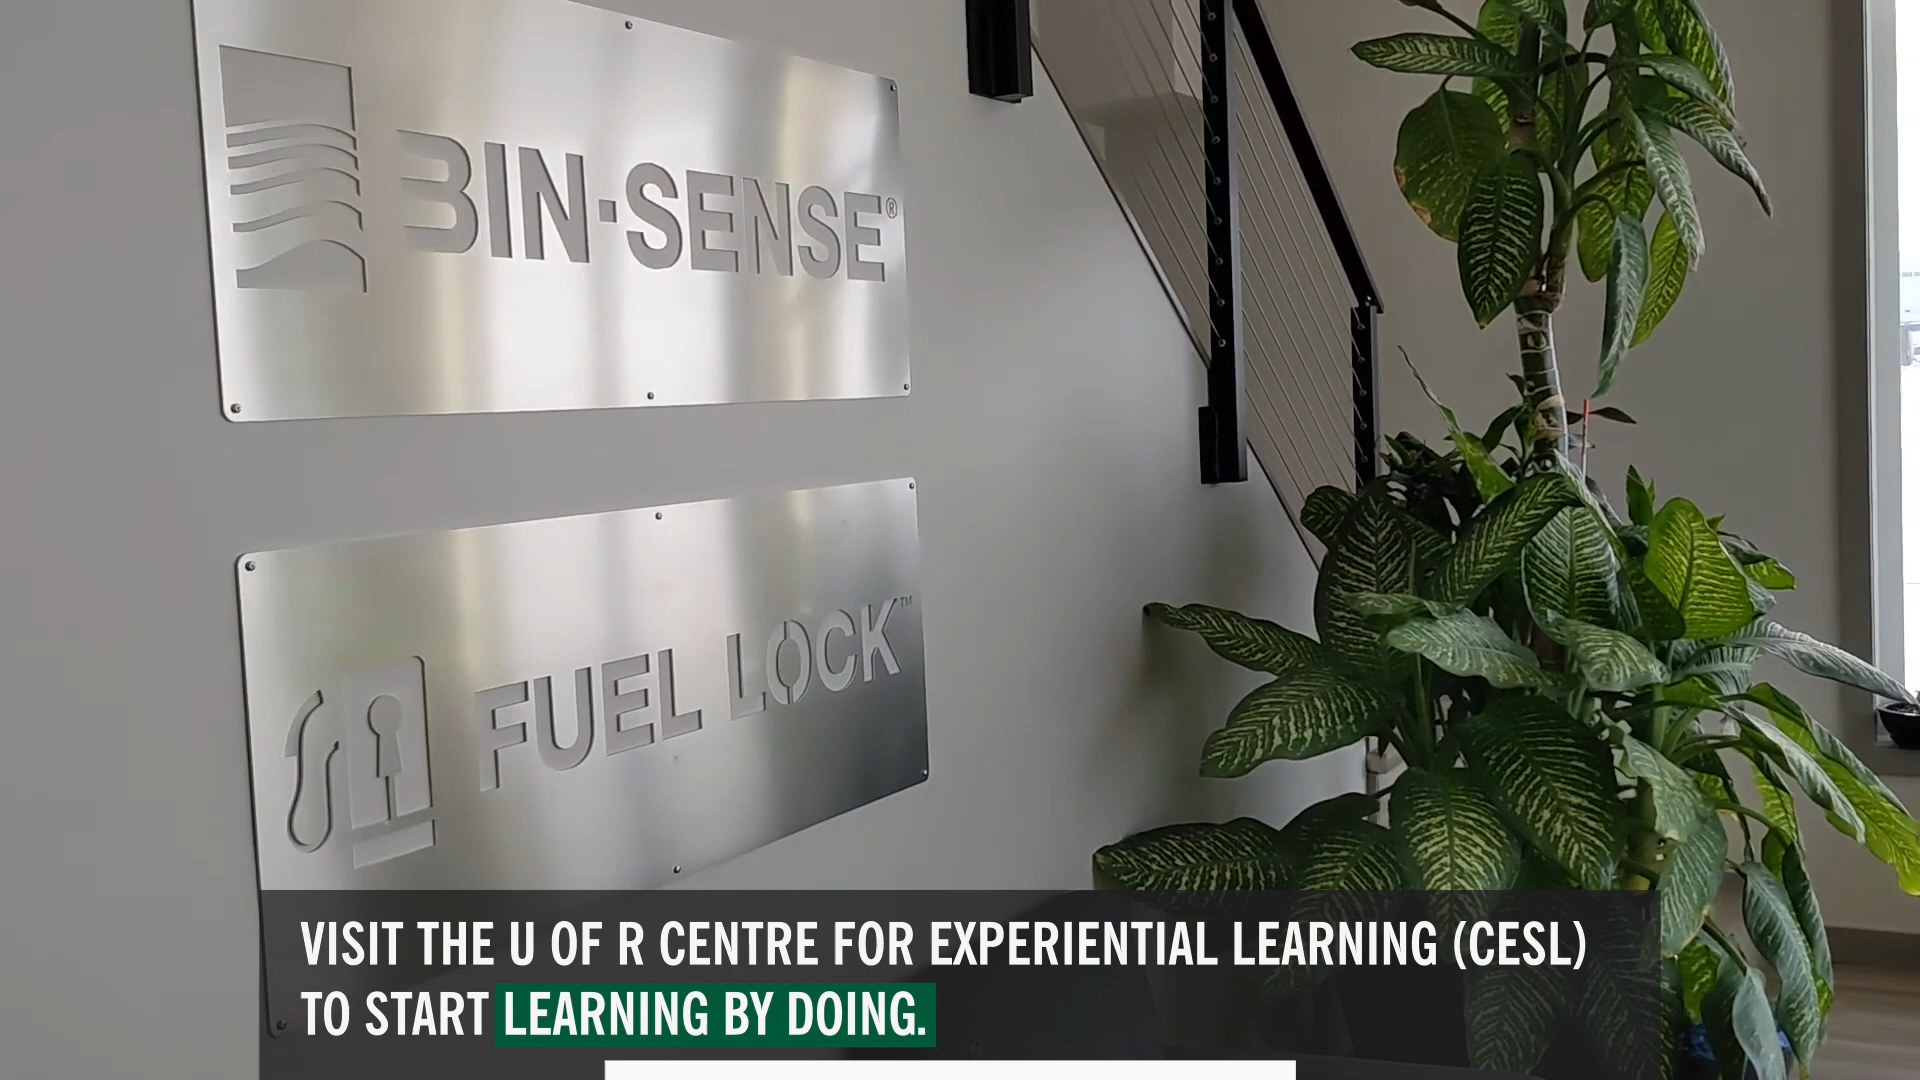 BIN-SENSE®
FUEL LOCK™
VISIT THE U OF R CENTRE FOR EXPERIENTIAL LEARNING (CESL)
TO START LEARNING BY DOING.